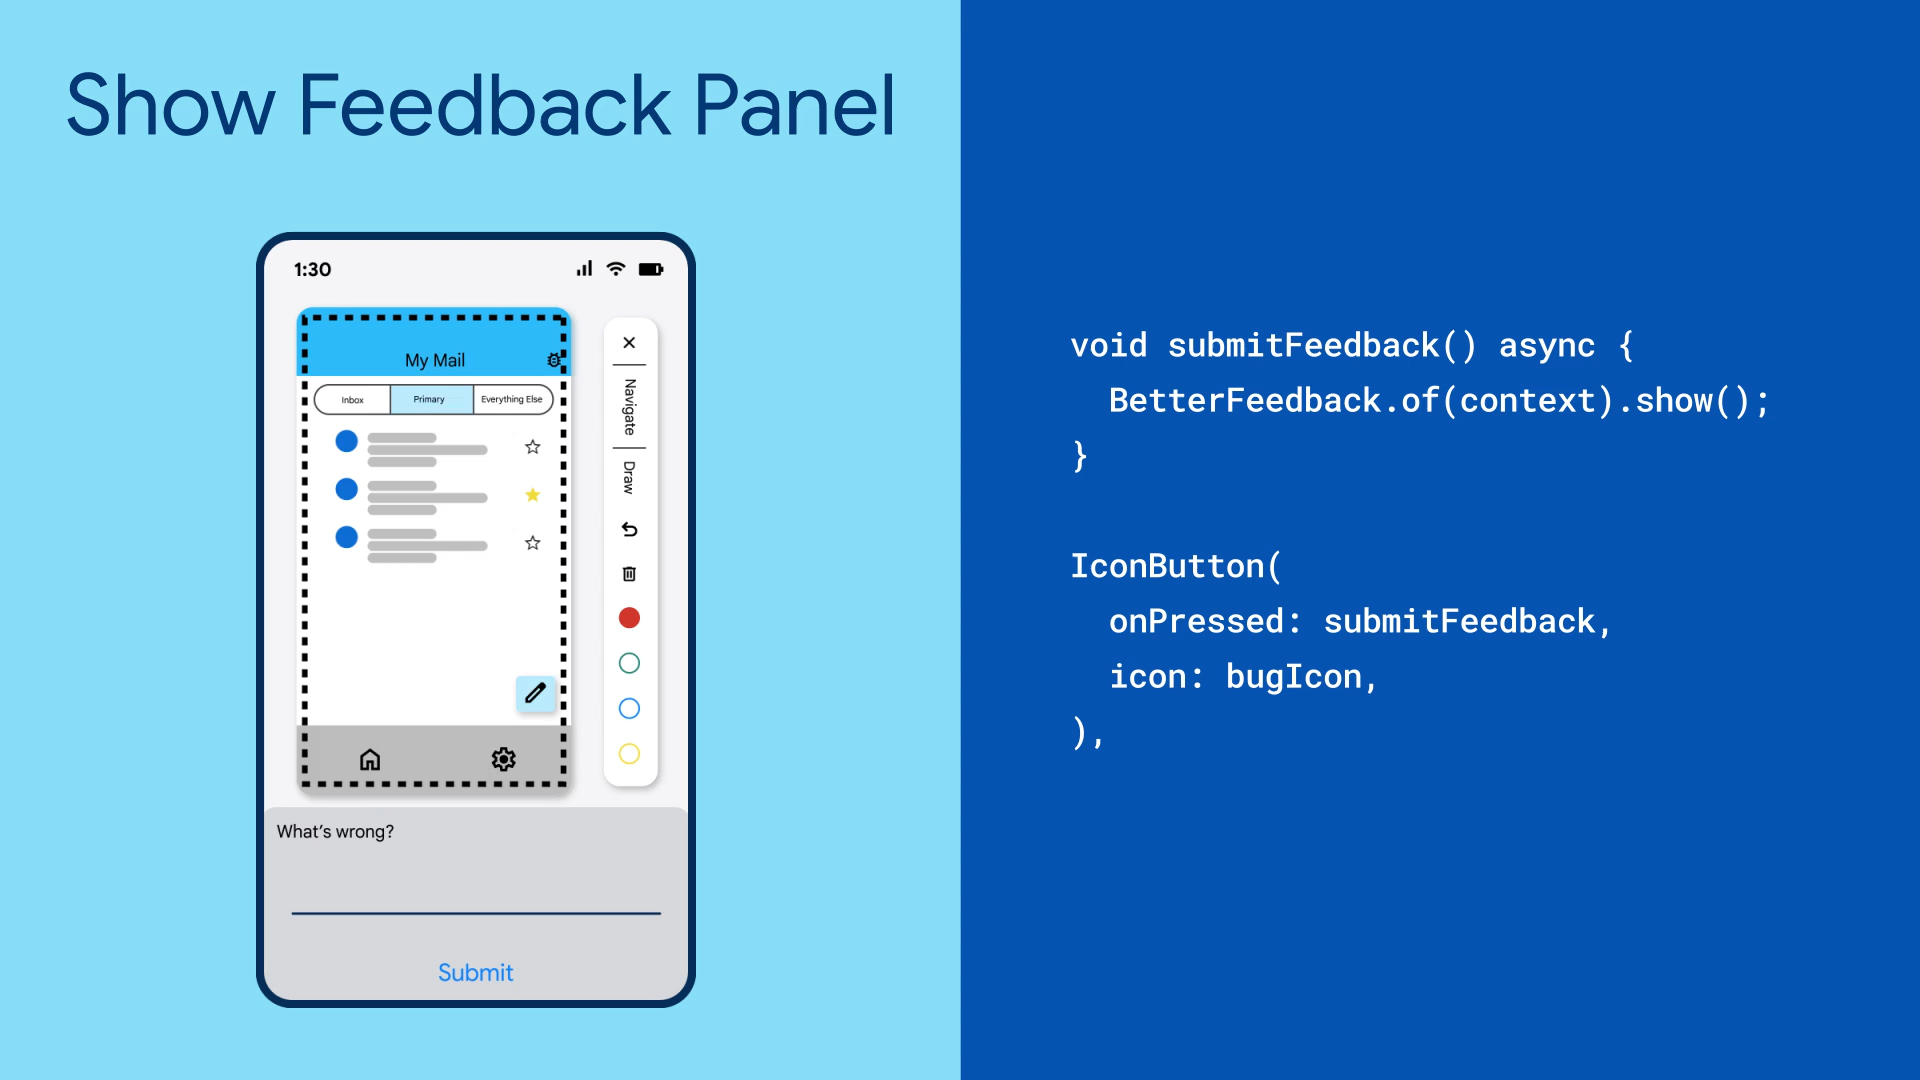 Show Feedback Panel
1:30
My Mail
Inbox
Primary
Everything Else
Navigate
Draw
What's wrong?
Submit
void submitFeedback() async {
  BetterFeedback.of(context).show();
}
IconButton(
  onPressed: submitFeedback,
  icon: bugIcon,
),